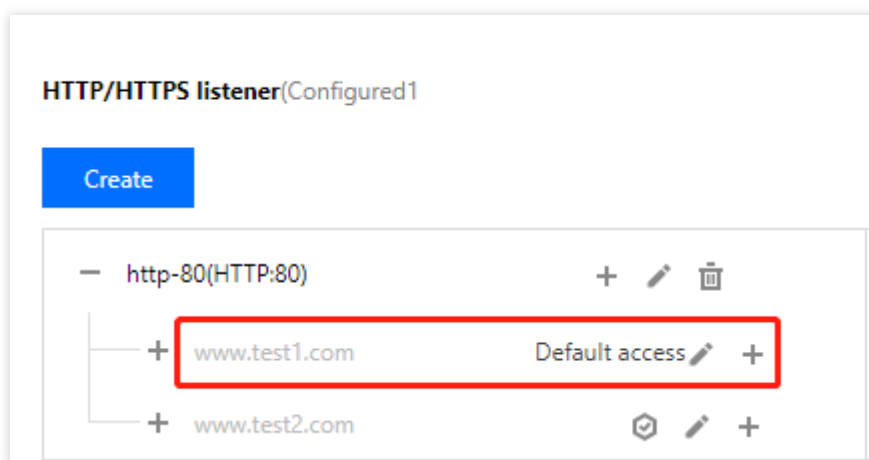 HTTP/HTTPS listener(Configured1
Create
http-80(HTTP:80)
www.test1.com Default access
www.test2.com